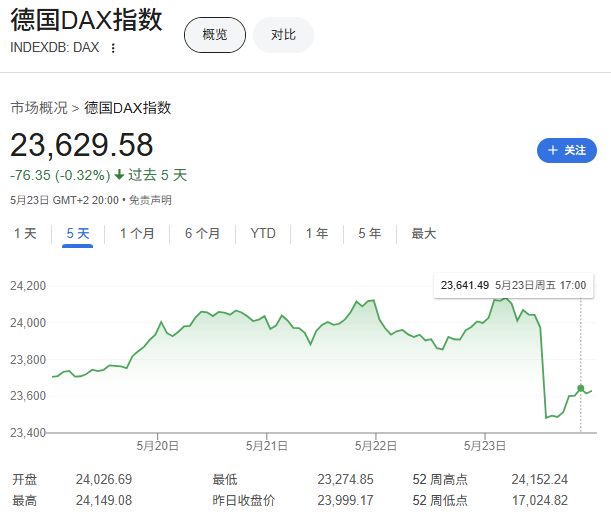 德国DAX指数
概览
对比
INDEXDB: DAX
市场概况 > 德国DAX指数
23,629.58
+ 关注
-76.35 (-0.32%) 过去 5 天
5月23日 GMT+2 20:00 • 免责声明
1 天 5 天 1 个月 6 个月 YTD 1 年 5 年 最大
23,641.49 5月23日周五 17:00
24,200
24,000
23,800
23,600
23,400
5月20日 5月21日 5月22日 5月23日
开盘 24,026.69 最低 23,274.85 52 周高点 24,152.24
最高 24,149.08 昨日收盘价 23,999.17 52 周低点 17,024.82